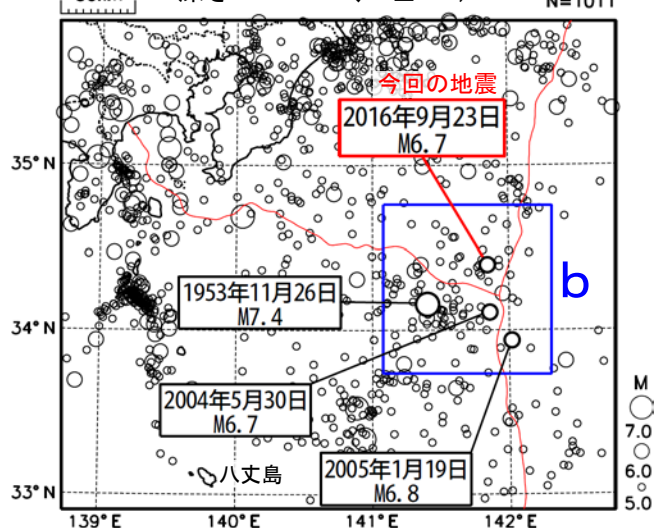 N=1011
今回の地震
2016年9月23日
M6.7
35°N
b
1953年11月26日
M7.4
34°N
2004年5月30日
M6.7
M
7.0
6.0
5.0
八丈島
2005年1月19日
M6.8
33°N
139°E
140°E
141°E
142°E